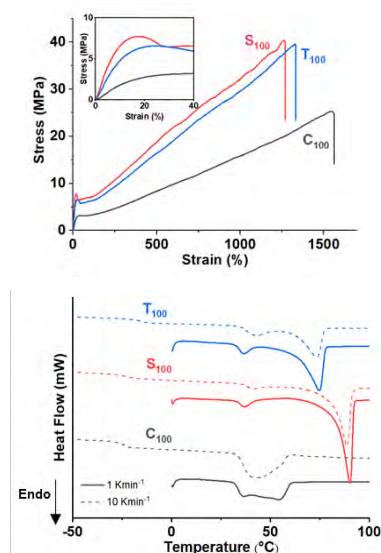 Stress (MPa)
40
30
20
10
0
0
500
1000
1500
Strain (%)
Stress (MPa)
10
5
0
0
20
40
Strain (%)
S100
T100
C100
Heat Flow (mW)
Endo
T100
S100
C100
1 Kmin-1
10 Kmin-1
-50
0
50
100
Temperature (°C)